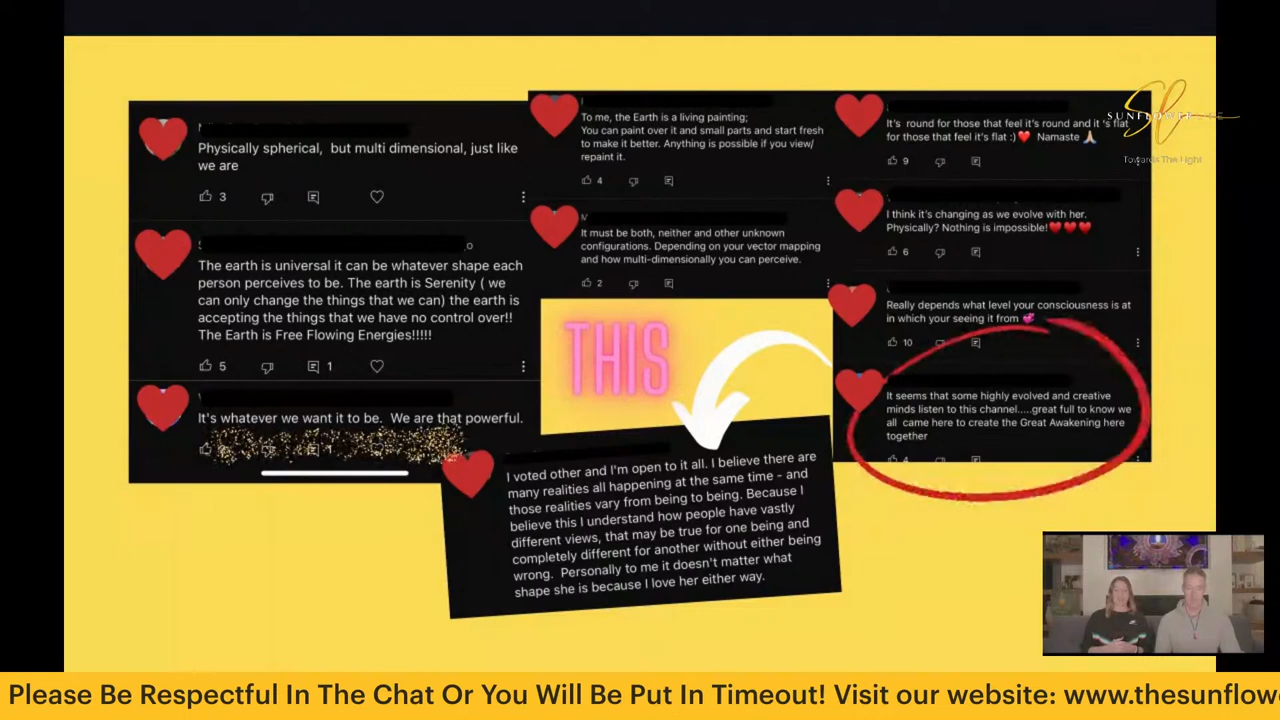 Physically spherical,  but multi dimensional, just like
we are
3
The earth is universal it can be whatever shape each
person perceives to be. The earth is Serenity ( we
can only change the things that we can) the earth is
accepting the things that we have no control over!!
The Earth is Free Flowing Energies!!!!!
5
1
It's whatever we want it to be.  We are that powerful.
To me, the Earth is a living painting;
You can paint over it and small parts and start fresh
to make it better. Anything is possible if you view/
repaint it.
4
It must be both, neither and other unknown
configurations. Depending on your vector mapping
and how multi-dimensionally you can perceive.
2
THIS
I voted other and I'm open to it all. I believe there are
many realities all happening at the same time - and
those realities vary from being to being. Because I
believe this I understand how people have vastly
different views, that may be true for one being and
completely different for another without either being
wrong.  Personally to me it doesn't matter what
shape she is because I love her either way.
It's  round for those that feel it's round and it 's flat
for those that feel it's flat :)❤️  Namaste 🙏
9
I think it's changing as we evolve with her.
Physically? Nothing is impossible!❤️❤️❤️
6
Really depends what level your consciousness is at
in which your seeing it from 💞
10
It seems that some highly evolved and creative
minds listen to this channel.....great full to know we
all  came here to create the Great Awakening here
together
4
SUNFLOWER
Towards The Light
Please Be Respectful In The Chat Or You Will Be Put In Timeout! Visit our website: www.thesunflow